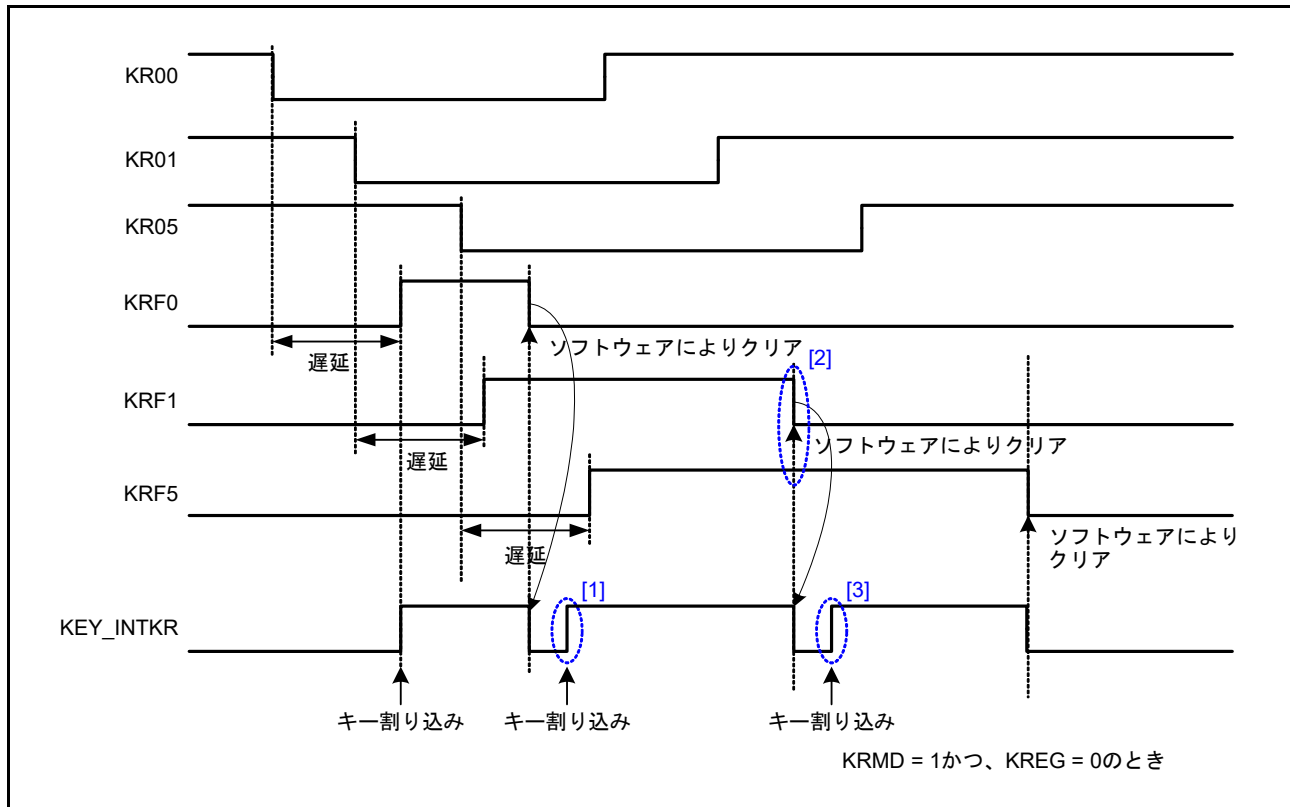 KR00
KR01
KR05
KRF0
遅延
ソフトウェアによりクリア
[2]
KRF1
遅延
ソフトウェアによりクリア
KRF5
遅延
ソフトウェアにより
クリア
[1]
[3]
KEY_INTKR
キー割り込み
キー割り込み
キー割り込み
KRMD = 1かつ、KREG = 0のとき